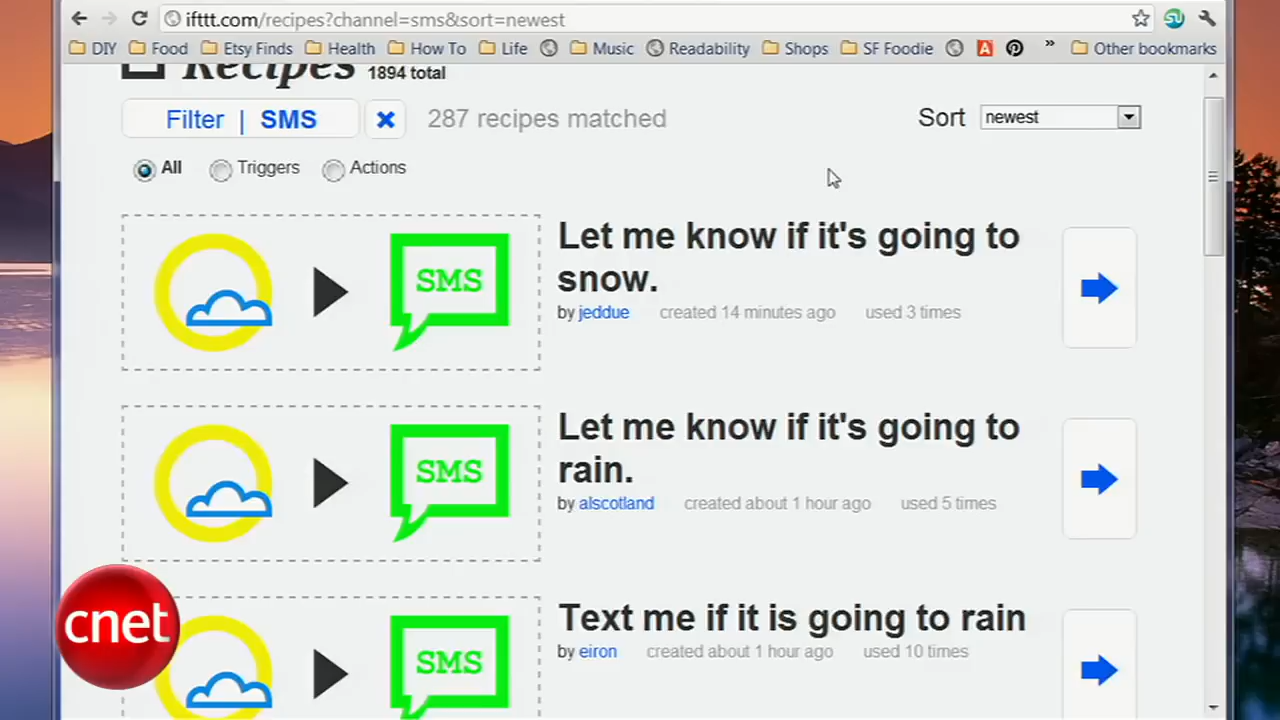 ifttt.com/recipes?channel=sms&sort=newest
DIY Food Etsy Finds Health How To Life Music Readability Shops SF Foodie » Other bookmarks
Recipes 1894 total
Filter | SMS 287 recipes matched Sort newest
All Triggers Actions
SMS
Let me know if it's going to
snow.
by jeddue created 14 minutes ago used 3 times
SMS
Let me know if it's going to
rain.
by alscotland created about 1 hour ago used 5 times
SMS
Text me if it is going to rain
by eiron created about 1 hour ago used 10 times
cnet